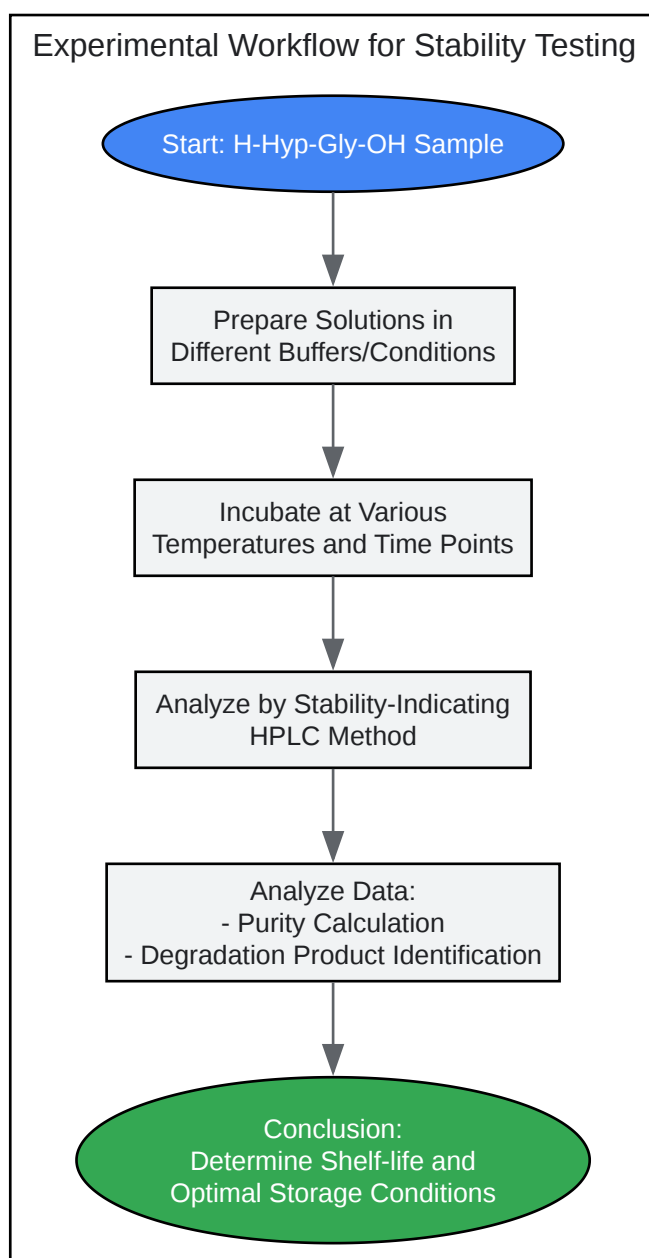 Experimental Workflow for Stability Testing
Start: H-Hyp-Gly-OH Sample
Prepare Solutions in
Different Buffers/Conditions
Incubate at Various
Temperatures and Time Points
Analyze by Stability-Indicating
HPLC Method
Analyze Data:
- Purity Calculation
- Degradation Product Identification
Conclusion:
Determine Shelf-life and
Optimal Storage Conditions